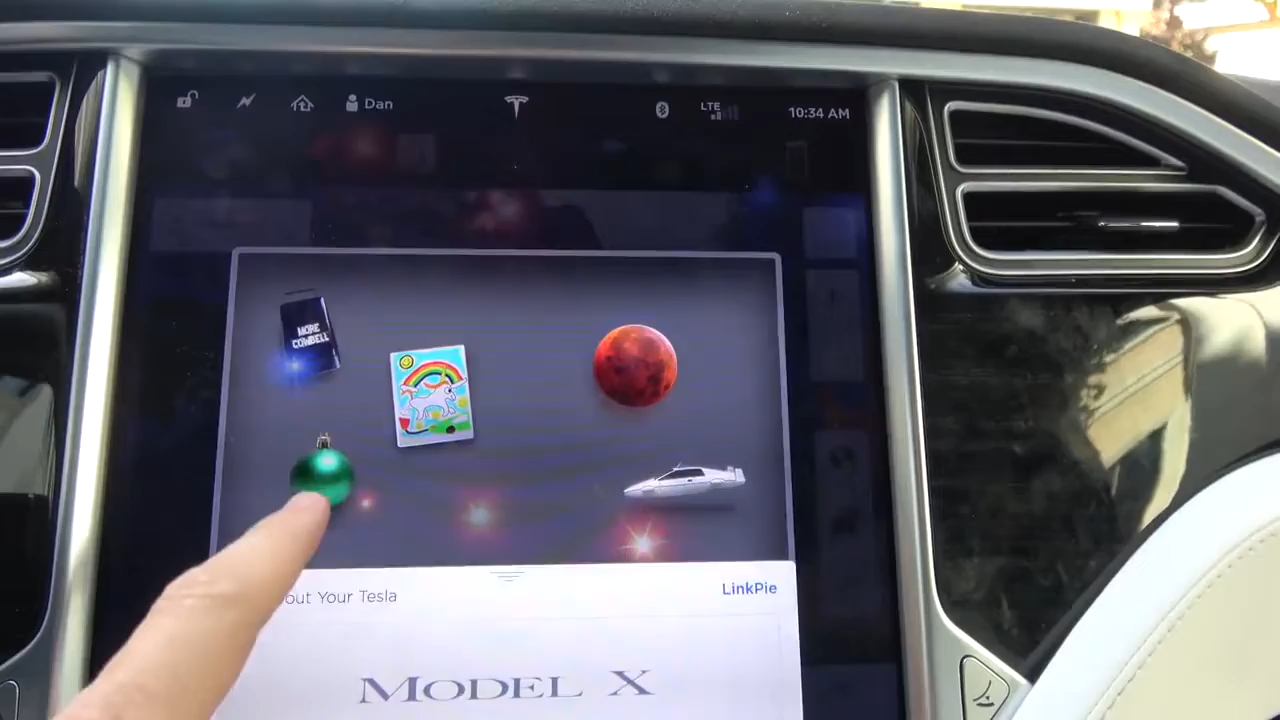 Dan
LTE
10:34 AM
MORE
COWBELL
out Your Tesla
LinkPie
MODEL X